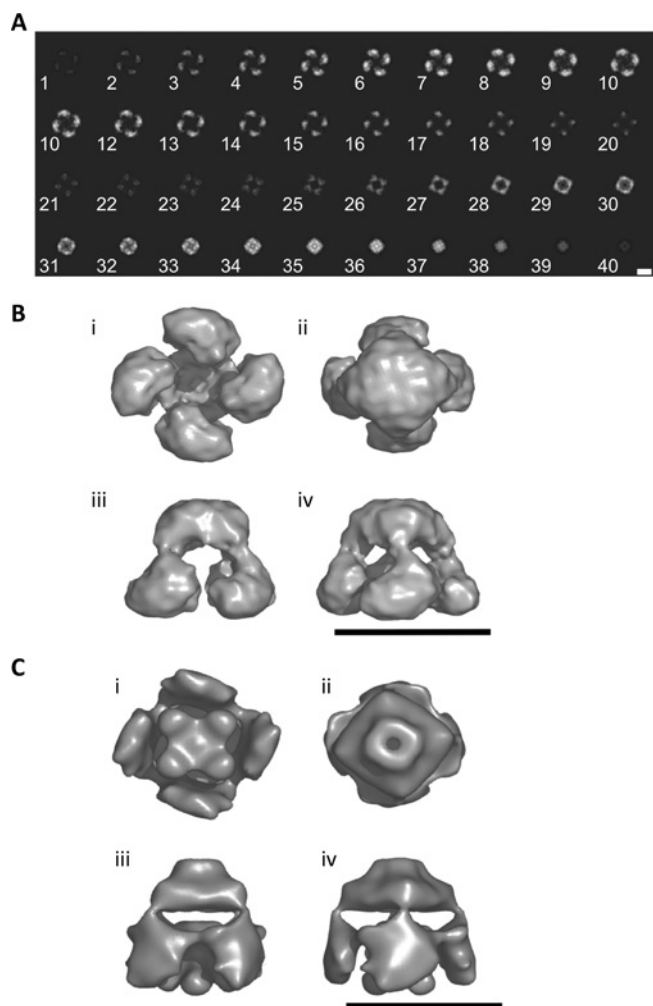 A
1 2 3 4 5 6 7 8 9 10
10 12 13 14 15 16 17 18 19 20
21 22 23 24 25 26 27 28 29 30
31 32 33 34 35 36 37 38 39 40
B
i ii
iii iv
C
i ii
iii iv